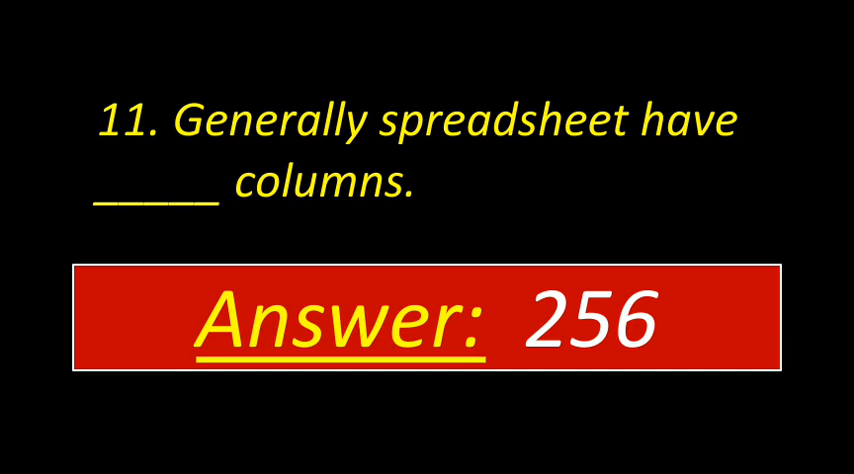 11. Generally spreadsheet have
_____ columns.
Answer: 256